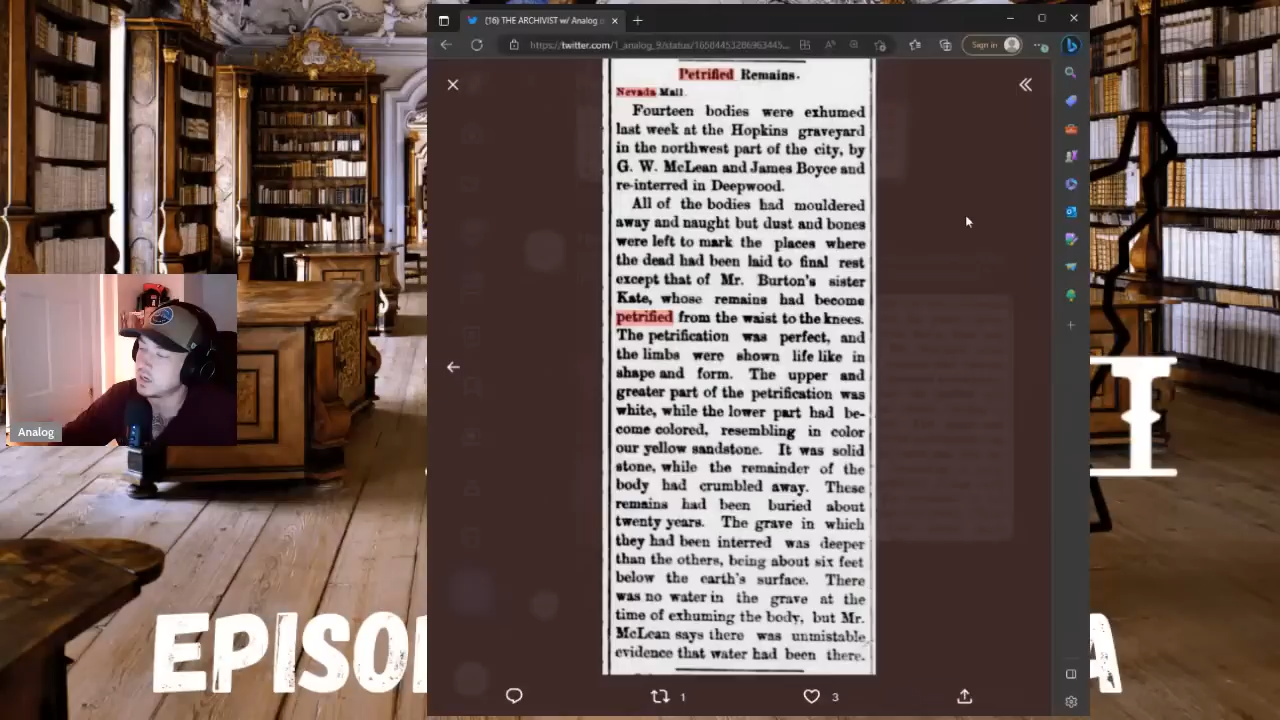 [16] THE ARCHIVIST w/ Analog
https://twitter.com/1_analog_9/status/16504453286963445...
Sign in
Petrified Remains.
Nevada Mail.
Fourteen bodies were exhumed
last week at the Hopkins graveyard
in the northwest part of the city, by
G. W. McLean and James Boyce and
re-interred in Deepwood.
All of the bodies had mouldered
away and naught but dust and bones
were left to mark the places where
the dead had been laid to final rest
except that of Mr. Burton's sister
Kate, whose remains had become
petrified from the waist to the knees.
The petrification was perfect, and
the limbs were shown life like in
shape and form. The upper and
greater part of the petrification was
white, while the lower part had be-
come colored, resembling in color
our yellow sandstone. It was solid
stone, while the remainder of the
body had crumbled away. These
remains had been buried about
twenty years. The grave in which
they had been interred was deeper
than the others, being about six feet
below the earth's surface. There
was no water in the grave at the
time of exhuming the body, but Mr.
McLean says there was unmistable
evidence that water had been there.
1
3
Analog
I
EPISO
A